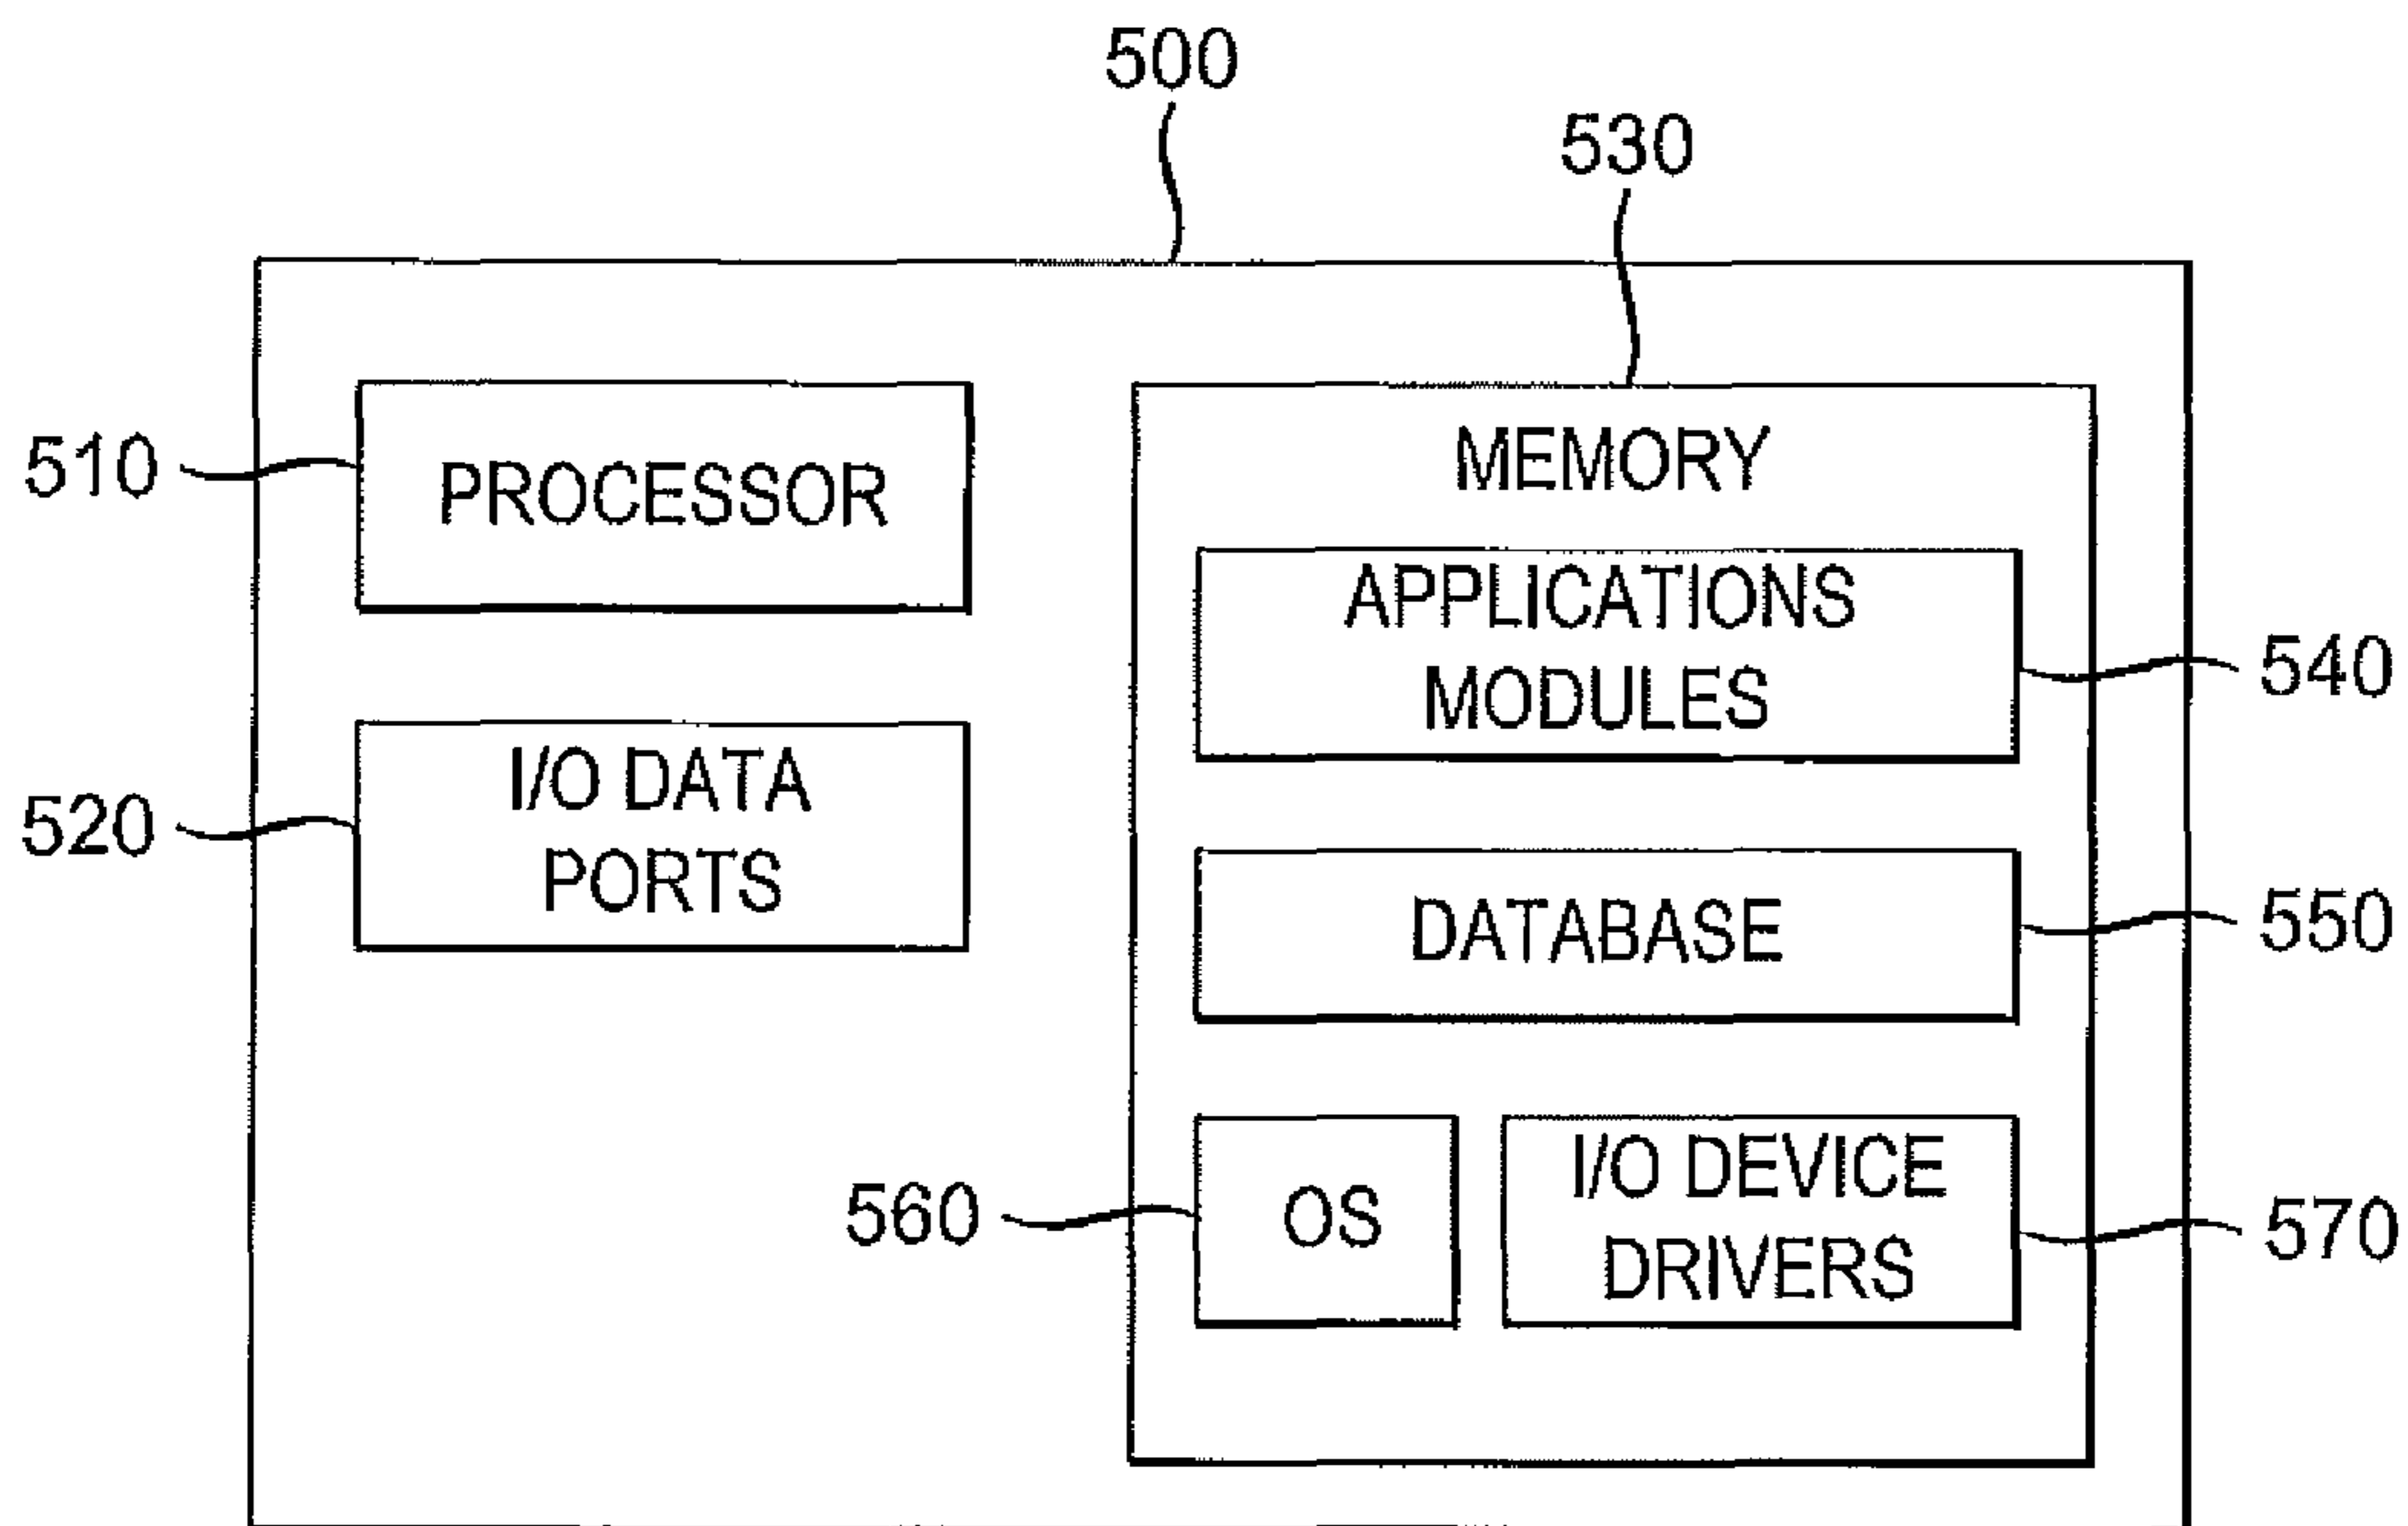 500
530
510
PROCESSOR
MEMORY
APPLICATIONS
MODULES
540
520
I/O DATA
PORTS
DATABASE
550
560
OS
I/O DEVICE
DRIVERS
570